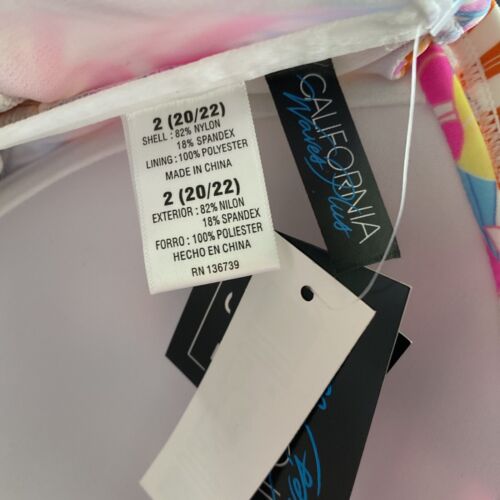 2 (20/22)
SHELL : 82% NYLON
18% SPANDEX
LINING : 100% POLYESTER
MADE IN CHINA
2 (20/22)
EXTERIOR : 82% NILON
18% SPANDEX
FORRO : 100% POLIESTER
HECHO EN CHINA
RN 136739
CALIFORNIA
Waves Plus